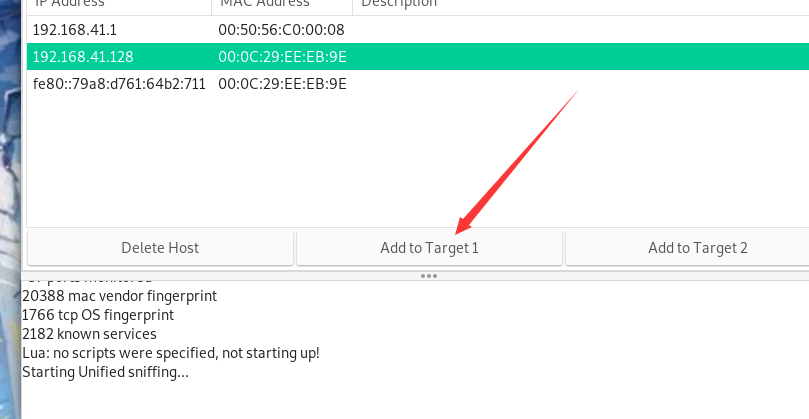 IP Address MAC Address Description
192.168.41.1 00:50:56:C0:00:08
192.168.41.128 00:0C:29:EE:EB:9E
fe80::79a8:d761:64b2:711 00:0C:29:EE:EB:9E
Delete Host Add to Target 1 Add to Target 2
ports monitored
20388 mac vendor fingerprint
1766 tcp OS fingerprint
2182 known services
Lua: no scripts were specified, not starting up!
Starting Unified sniffing...